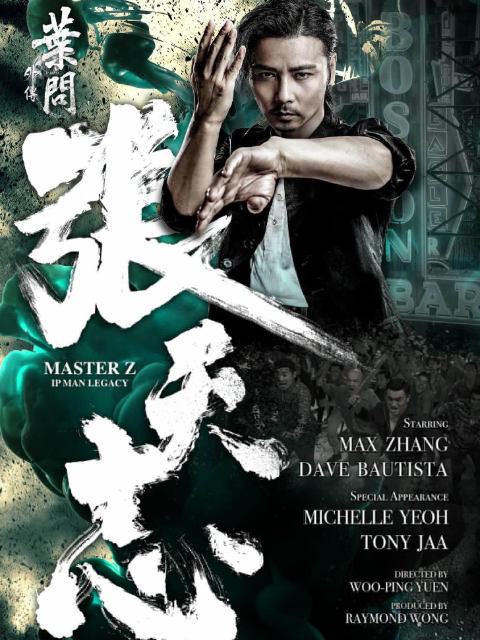 葉問
外傳
張天志
MASTER Z
IP MAN LEGACY
BOSTON
BAR
STARRING
MAX ZHANG
DAVE BAUTISTA
SPECIAL APPEARANCE
MICHELLE YEOH
TONY JAA
DIRECTED BY
WOO-PING YUEN
PRODUCED BY
RAYMOND WONG